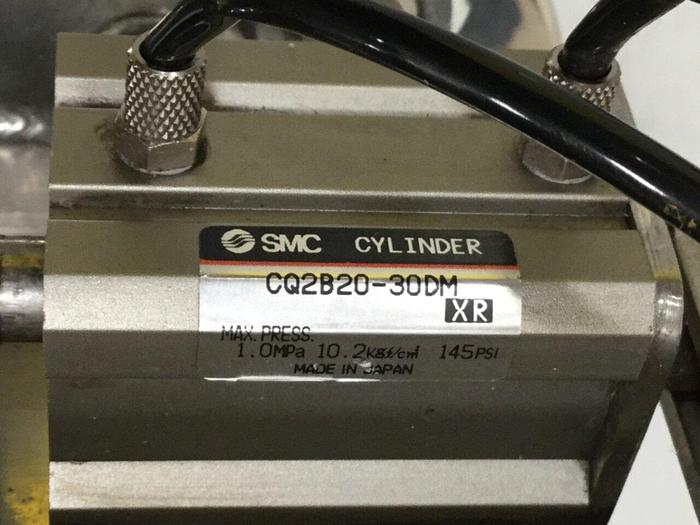 SMC CYLINDER
CQ2B20-30DM
XR
MAX.PRESS.
1.0MPa 10.2kgf/cm² 145PSI
MADE IN JAPAN